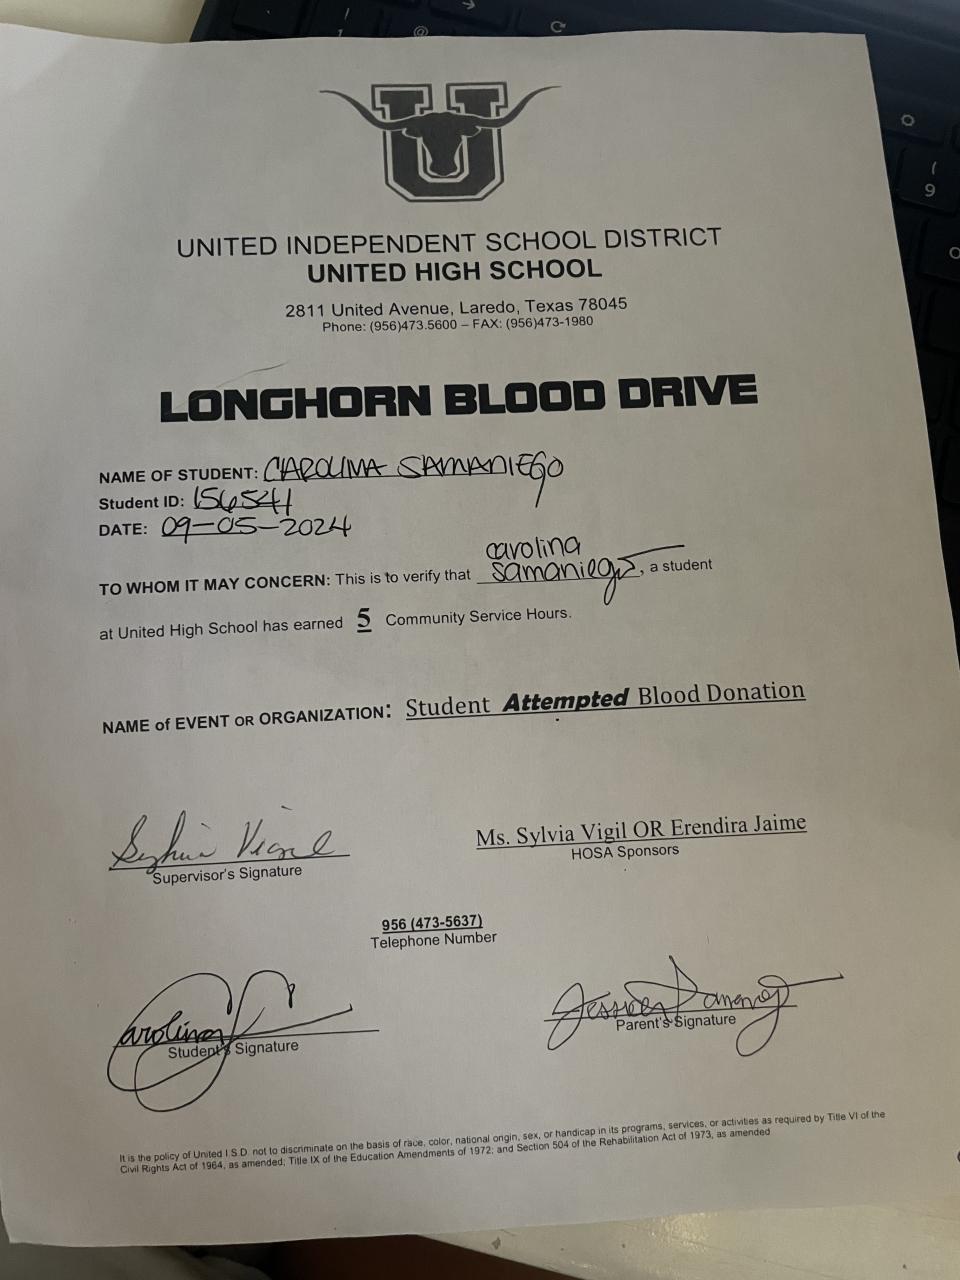 U
UNITED INDEPENDENT SCHOOL DISTRICT
UNITED HIGH SCHOOL
2811 United Avenue, Laredo, Texas 78045
Phone: (956)473.5600 – FAX: (956)473-1980
LONGHORN BLOOD DRIVE
NAME OF STUDENT: CAROLINA SAMANIEGO
Student ID: 156541
DATE: 09-05-2024
carolina
TO WHOM IT MAY CONCERN: This is to verify that samaniego, a student
at United High School has earned 5 Community Service Hours.
NAME of EVENT OR ORGANIZATION: Student Attempted Blood Donation
Sylvia Vigil
Ms. Sylvia Vigil OR Erendira Jaime
Supervisor's Signature
HOSA Sponsors
956 (473-5637)
Telephone Number
Carolina
Jessica Samaniego
Student's Signature
Parent's Signature
It is the policy of United I.S.D. not to discriminate on the basis of race, color, national origin, sex, or handicap in its programs, services, or activities as required by Title VI of the
Civil Rights Act of 1964, as amended; Title IX of the Education Amendments of 1972; and Section 504 of the Rehabilitation Act of 1973, as amended